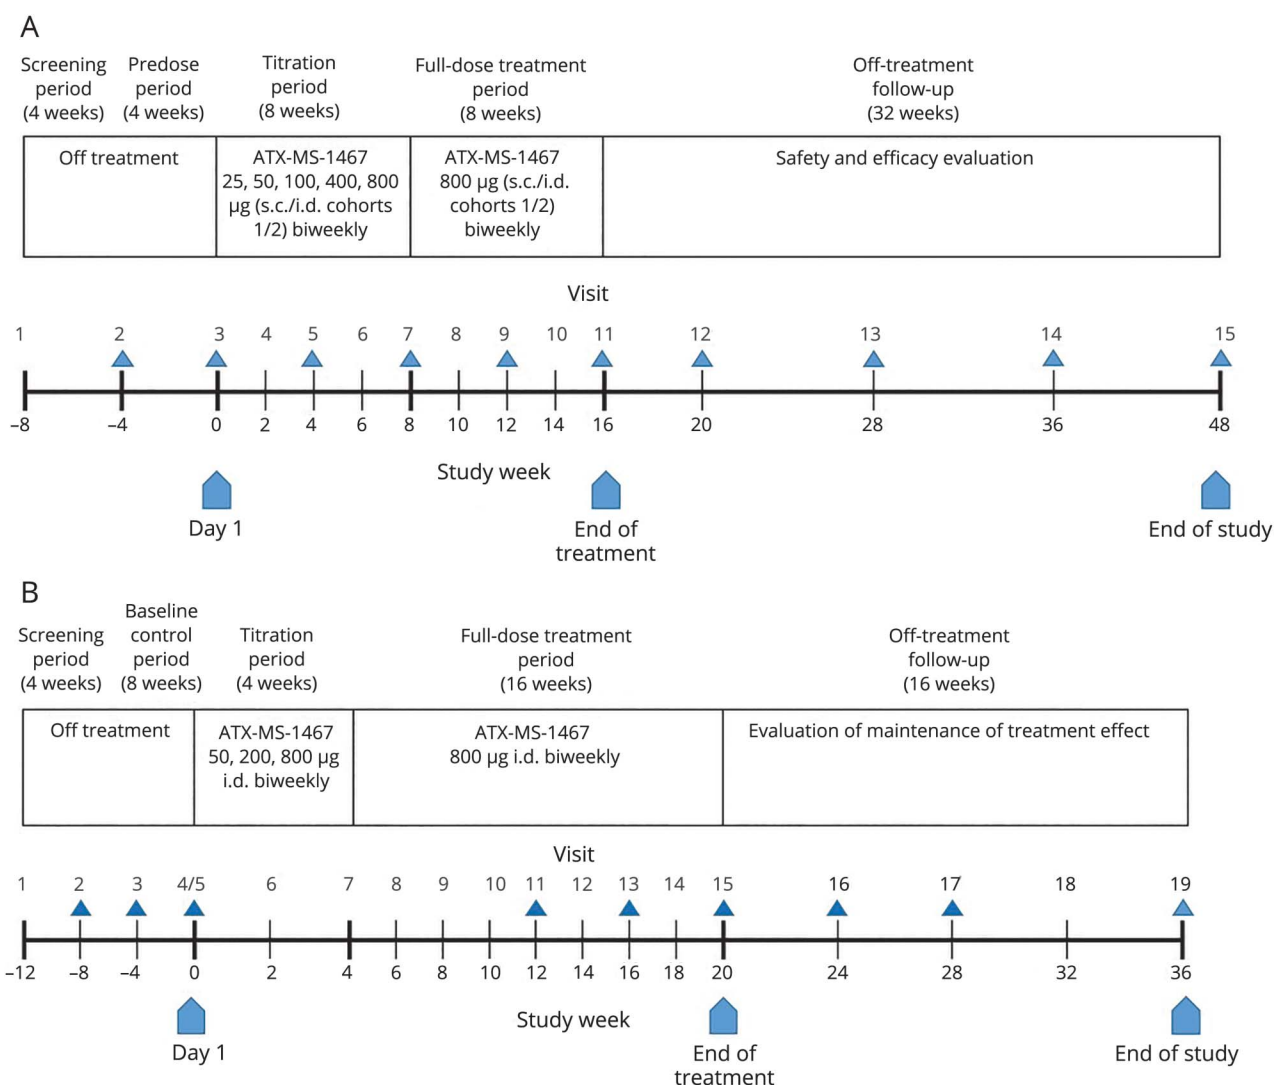 A
Screening period (4 weeks)
Predose period (4 weeks)
Titration period (8 weeks)
Full-dose treatment period (8 weeks)
Off-treatment follow-up (32 weeks)
Off treatment
ATX-MS-1467
25, 50, 100, 400, 800
µg (s.c./i.d. cohorts
1/2) biweekly
ATX-MS-1467
800 µg (s.c./i.d.
cohorts 1/2)
biweekly
Safety and efficacy evaluation
Visit
1 2 3 4 5 6 7 8 9 10 11 12 13 14 15
–8 –4 0 2 4 6 8 10 12 14 16 20 28 36 48
Study week
Day 1
End of
treatment
End of study
B
Screening period (4 weeks)
Baseline control period (8 weeks)
Titration period (4 weeks)
Full-dose treatment period (16 weeks)
Off-treatment follow-up (16 weeks)
Off treatment
ATX-MS-1467
50, 200, 800 µg
i.d. biweekly
ATX-MS-1467
800 µg i.d. biweekly
Evaluation of maintenance of treatment effect
Visit
1 2 3 4/5 6 7 8 9 10 11 12 13 14 15 16 17 18 19
–12 –8 –4 0 2 4 6 8 10 12 14 16 18 20 24 28 32 36
Study week
Day 1
End of
treatment
End of study